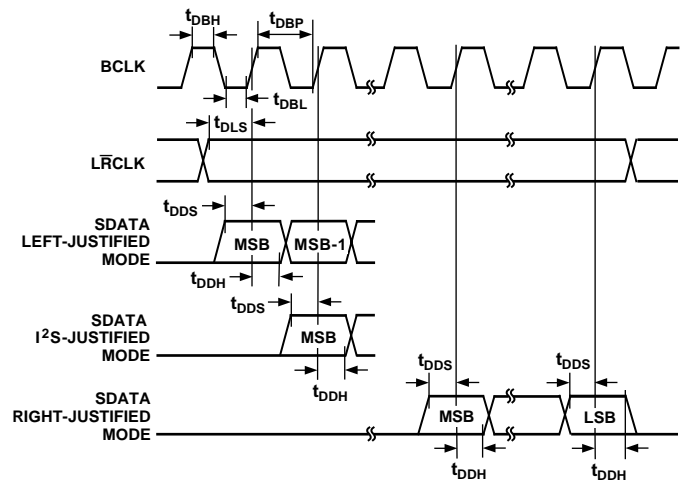 tDBH
tDBP
BCLK
tDBL
tDLS
LRCLK
tDDS
SDATA
LEFT-JUSTIFIED
MODE
MSB
MSB-1
tDDH
tDDS
SDATA
I²S-JUSTIFIED
MODE
MSB
tDDH
tDDS
tDDS
SDATA
RIGHT-JUSTIFIED
MODE
MSB
LSB
tDDH
tDDH